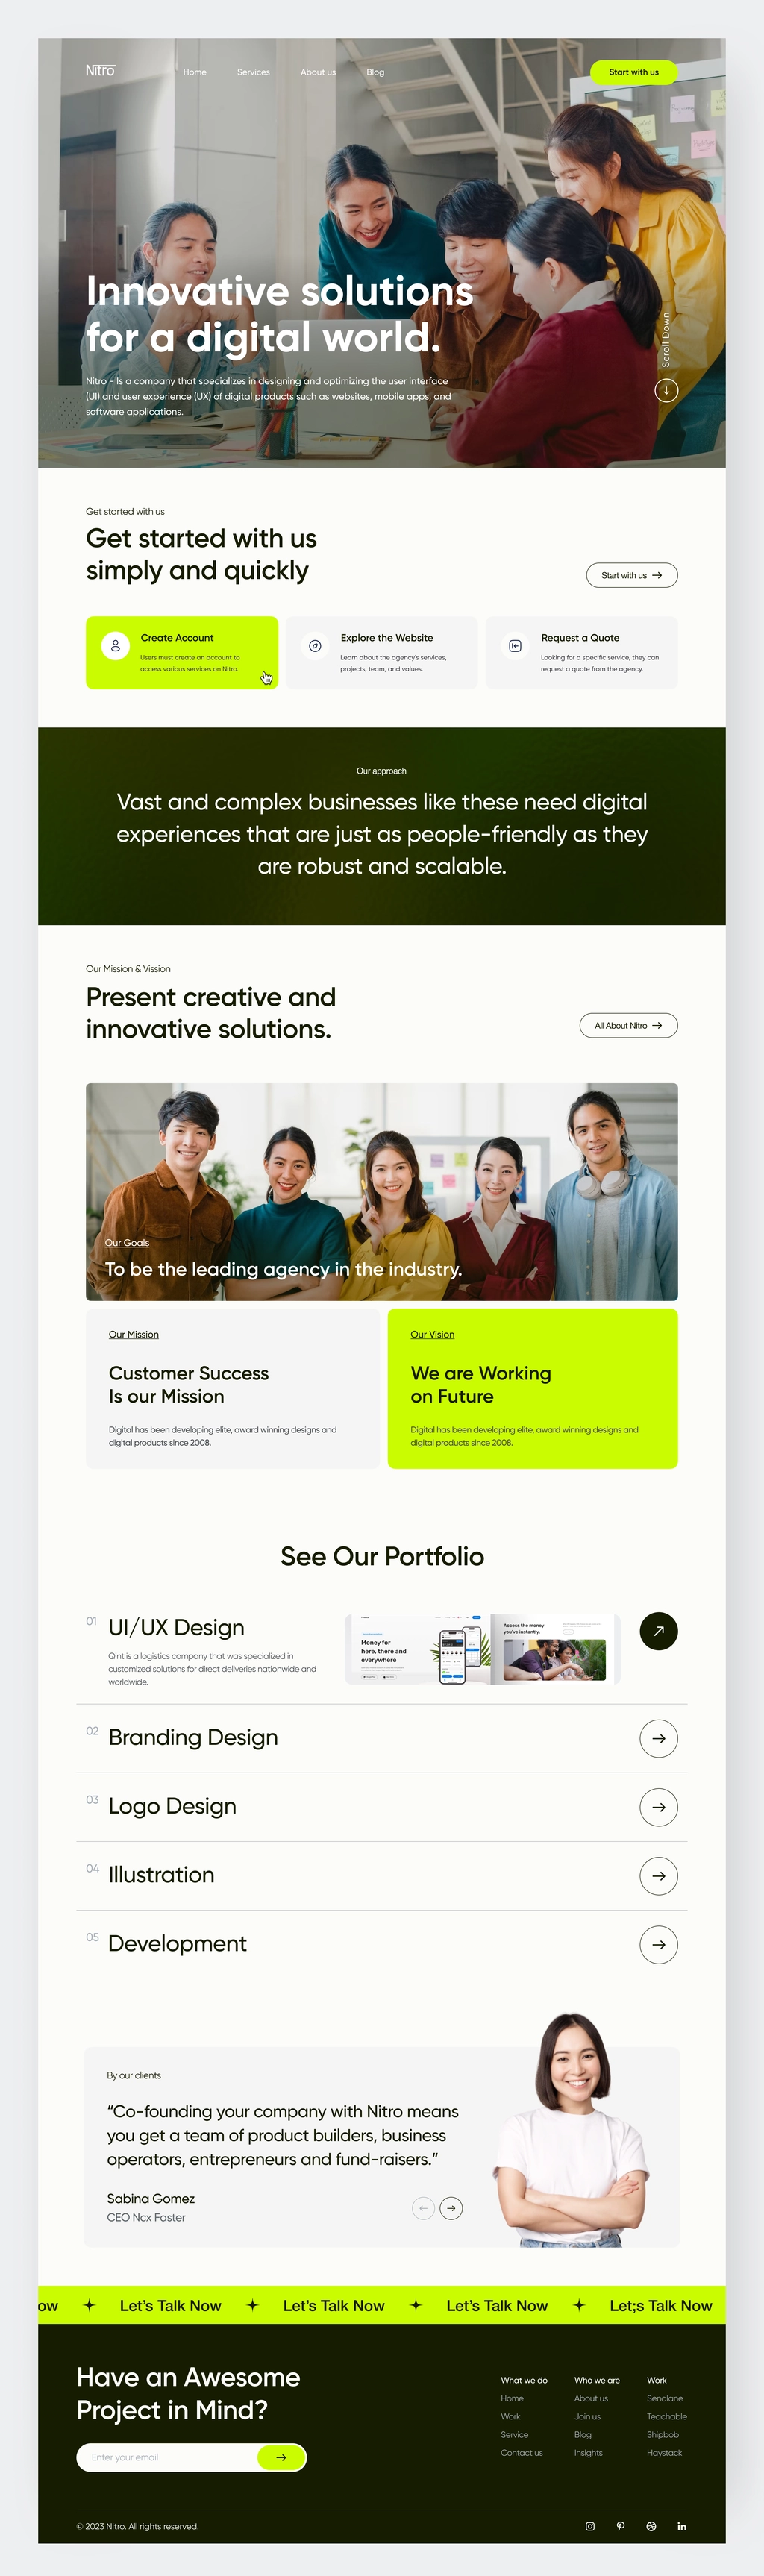 Nitro
Home
Services
About us
Blog
Start with us
Innovative solutions
for a digital world.
Nitro - Is a company that specializes in designing and optimizing the user interface
(UI) and user experience (UX) of digital products such as websites, mobile apps, and
software applications.
Scroll Down
Get started with us
Get started with us
simply and quickly
Start with us
Create Account
Users must create an account to
access various services on Nitro.
Explore the Website
Learn about the agency's services,
projects, team, and values.
Request a Quote
Looking for a specific service, they can
request a quote from the agency.
Our approach
Vast and complex businesses like these need digital
experiences that are just as people-friendly as they
are robust and scalable.
Our Mission & Vission
Present creative and
innovative solutions.
All About Nitro
Our Goals
To be the leading agency in the industry.
Our Mission
Customer Success
Is our Mission
Digital has been developing elite, award winning designs and
digital products since 2008.
Our Vision
We are Working
on Future
Digital has been developing elite, award winning designs and
digital products since 2008.
See Our Portfolio
01
UI/UX Design
Qint is a logistics company that was specialized in
customized solutions for direct deliveries nationwide and
worldwide.
Money for
here, there and
everywhere
Access the money
you've instantly.
02
Branding Design
03
Logo Design
04
Illustration
05
Development
By our clients
“Co-founding your company with Nitro means
you get a team of product builders, business
operators, entrepreneurs and fund-raisers.”
Sabina Gomez
CEO Ncx Faster
ow
Let’s Talk Now
Let’s Talk Now
Let’s Talk Now
Let;s Talk Now
Have an Awesome
Project in Mind?
Enter your email
What we do
Home
Work
Service
Contact us
Who we are
About us
Join us
Blog
Insights
Work
Sendlane
Teachable
Shipbob
Haystack
© 2023 Nitro. All rights reserved.